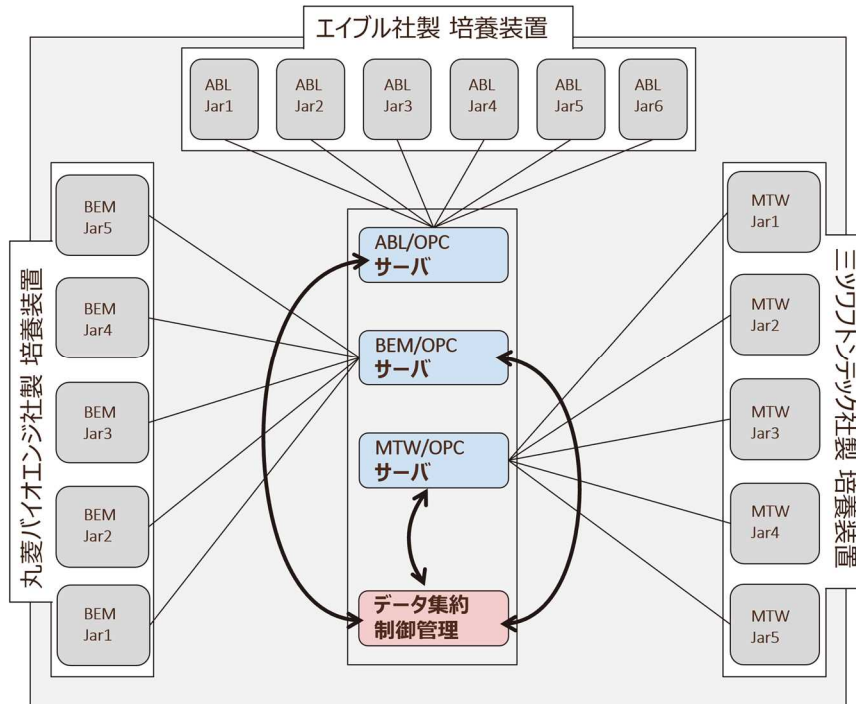 エイブル社製 培養装置
ABL
Jar1
ABL
Jar2
ABL
Jar3
ABL
Jar4
ABL
Jar5
ABL
Jar6
丸菱バイオエンジ社製 培養装置
BEM
Jar5
BEM
Jar4
BEM
Jar3
BEM
Jar2
BEM
Jar1
ABL/OPC
サーバ
BEM/OPC
サーバ
MTW/OPC
サーバ
データ集約
制御管理
MTW
Jar1
MTW
Jar2
MTW
Jar3
MTW
Jar4
MTW
Jar5
三ツワフロンテック社製 培養装置